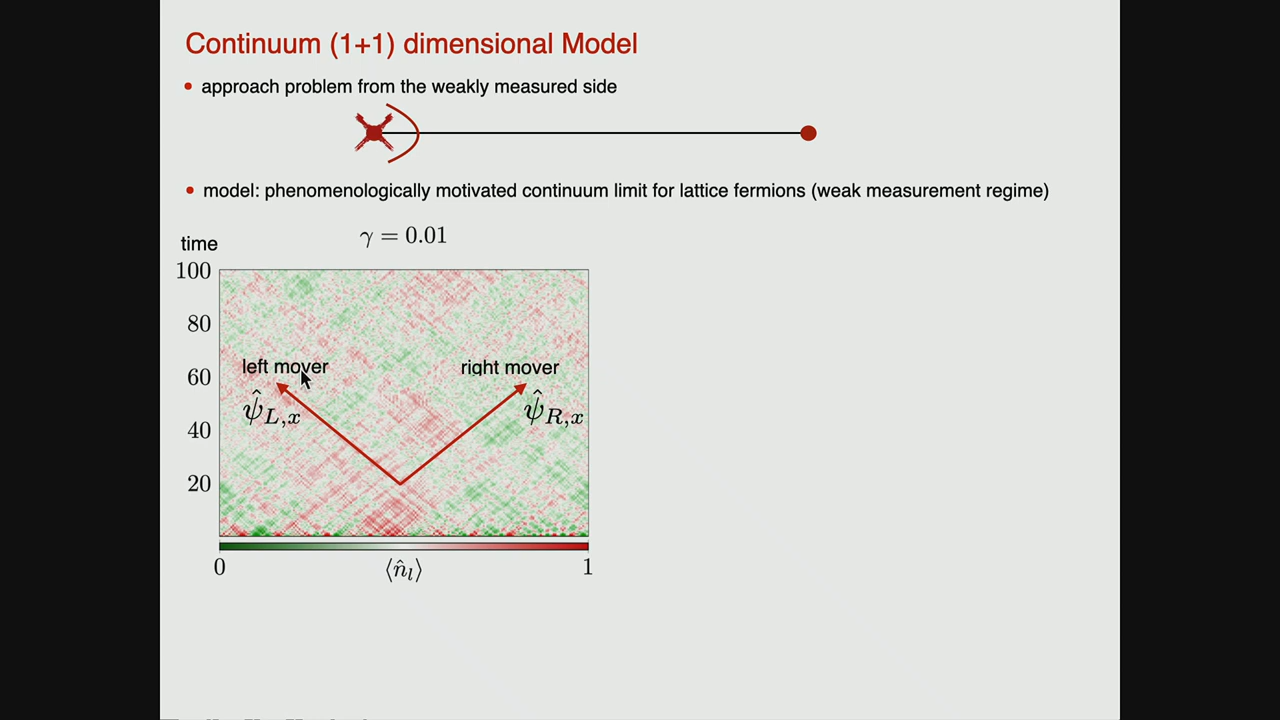 Continuum (1+1) dimensional Model
• approach problem from the weakly measured side
• model: phenomenologically motivated continuum limit for lattice fermions (weak measurement regime)
γ = 0.01
time
100
80
60
40
20
left mover
right mover
ψ̂_{L,x}
ψ̂_{R,x}
0
⟨n̂_l⟩
1